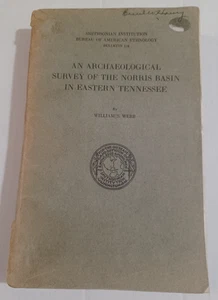 SMITHSONIAN INSTITUTION
BUREAU OF AMERICAN ETHNOLOGY
BULLETIN
AN ARCHAEOLOGICAL
SURVEY OF THE NORRIS BASIN
IN EASTERN TENNESSEE
By
WILLIAM S. WEBB